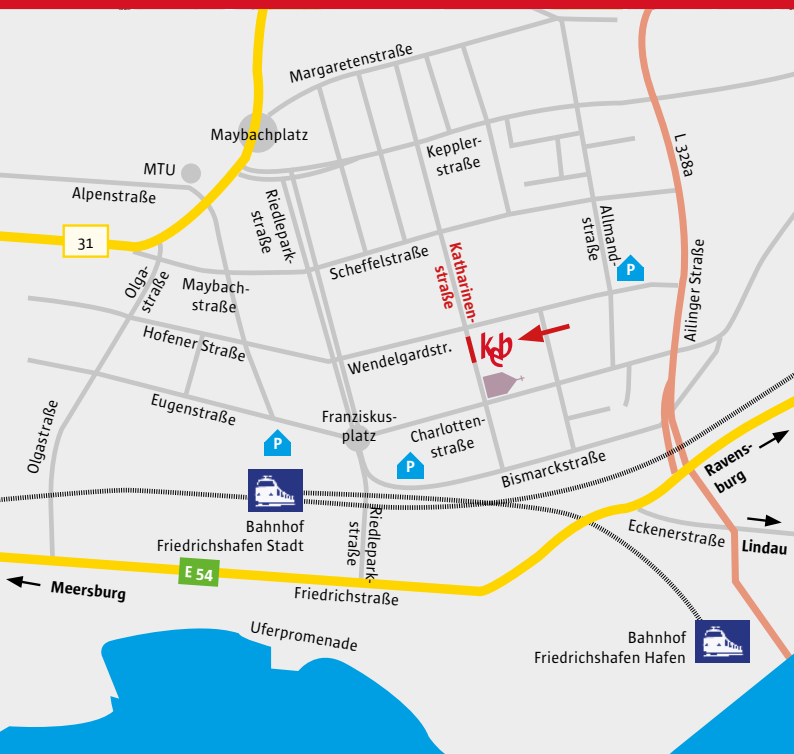 Margaretenstraße
Maybachplatz
Keppler-
straße
L 328a
MTU
Alpenstraße
Riedlepark-
straße
Allmand-
straße
P
31
Scheffelstraße
Katharinen-
straße
Ailinger Straße
Olga-
straße
Maybach-
straße
Hofener Straße
Wendelgardstr.
keb
Eugenstraße
Franziskus-
platz
Charlotten-
straße
P
P
Olgastraße
Bismarckstraße
Ravens-
burg
Bahnhof
Friedrichshafen Stadt
Riedlepark-
straße
Eckenerstraße
Lindau
E 54
Meersburg
Friedrichstraße
Uferpromenade
Bahnhof
Friedrichshafen Hafen